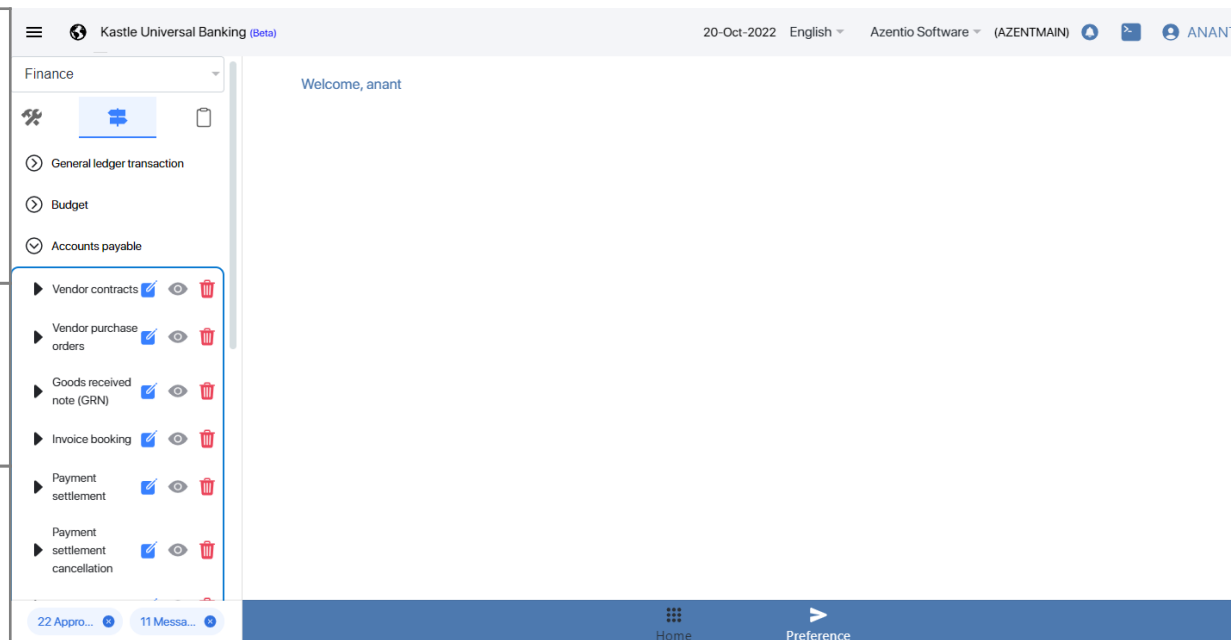 Kastle Universal Banking (Beta)
20-Oct-2022 English Azentio Software (AZENTMAIN) ANANT
Finance
Welcome, anant
General ledger transaction
Budget
Accounts payable
Vendor contracts
Vendor purchase
orders
Goods received
note (GRN)
Invoice booking
Payment
settlement
Payment
settlement
cancellation
22 Appro...
11 Messa...
Home
Preference